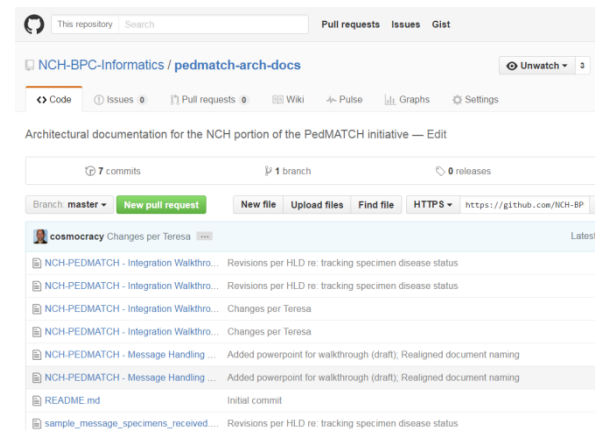 This repository Search Pull requests Issues Gist
NCH-BPC-Informatics / pedmatch-arch-docs Unwatch 3
Code Issues 0 Pull requests 0 Wiki Pulse Graphs Settings
Architectural documentation for the NCH portion of the PedMATCH initiative — Edit
7 commits 1 branch 0 releases
Branch: master New pull request New file Upload files Find file HTTPS https://github.com/NCH-BP
cosmocracy Changes per Teresa ... Latest
NCH-PEDMATCH - Integration Walkthro... Revisions per HLD re: tracking specimen disease status
NCH-PEDMATCH - Integration Walkthro... Revisions per HLD re: tracking specimen disease status
NCH-PEDMATCH - Integration Walkthro... Changes per Teresa
NCH-PEDMATCH - Integration Walkthro... Changes per Teresa
NCH-PEDMATCH - Message Handling ... Added powerpoint for walkthrough (draft); Realigned document naming
NCH-PEDMATCH - Message Handling ... Added powerpoint for walkthrough (draft); Realigned document naming
README.md Initial commit
sample_message_specimens_received.... Revisions per HLD re: tracking specimen disease status